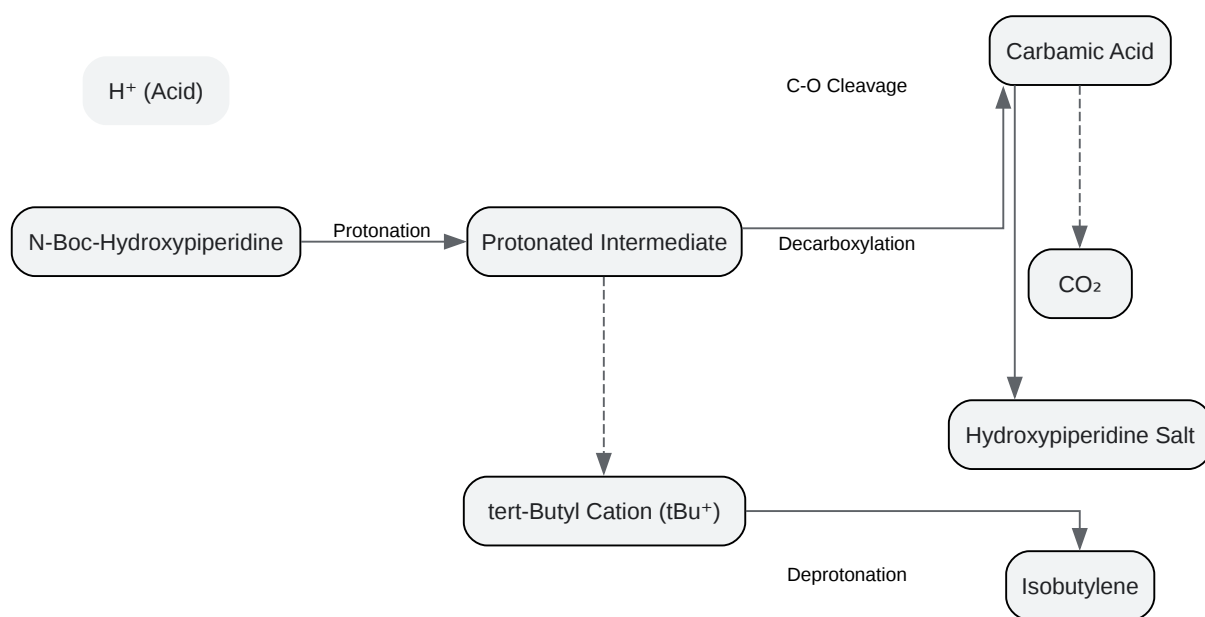 Carbamic Acid
H⁺ (Acid)
C-O Cleavage
N-Boc-Hydroxypiperidine
Protonation
Protonated Intermediate
Decarboxylation
CO₂
Hydroxypiperidine Salt
tert-Butyl Cation (tBu⁺)
Deprotonation
Isobutylene